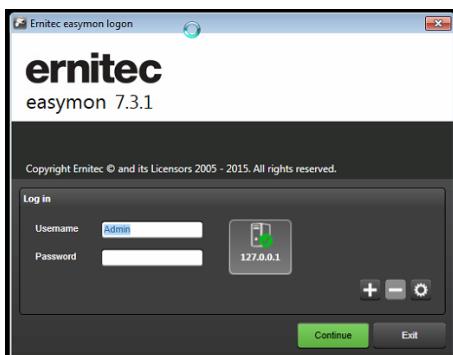 Ernitec easymon logon
ernitec
easymon 7.3.1
Copyright Ernitec © and its Licensors 2005 - 2015. All rights reserved.
Log in
Username Admin
Password
127.0.0.1
Continue Exit